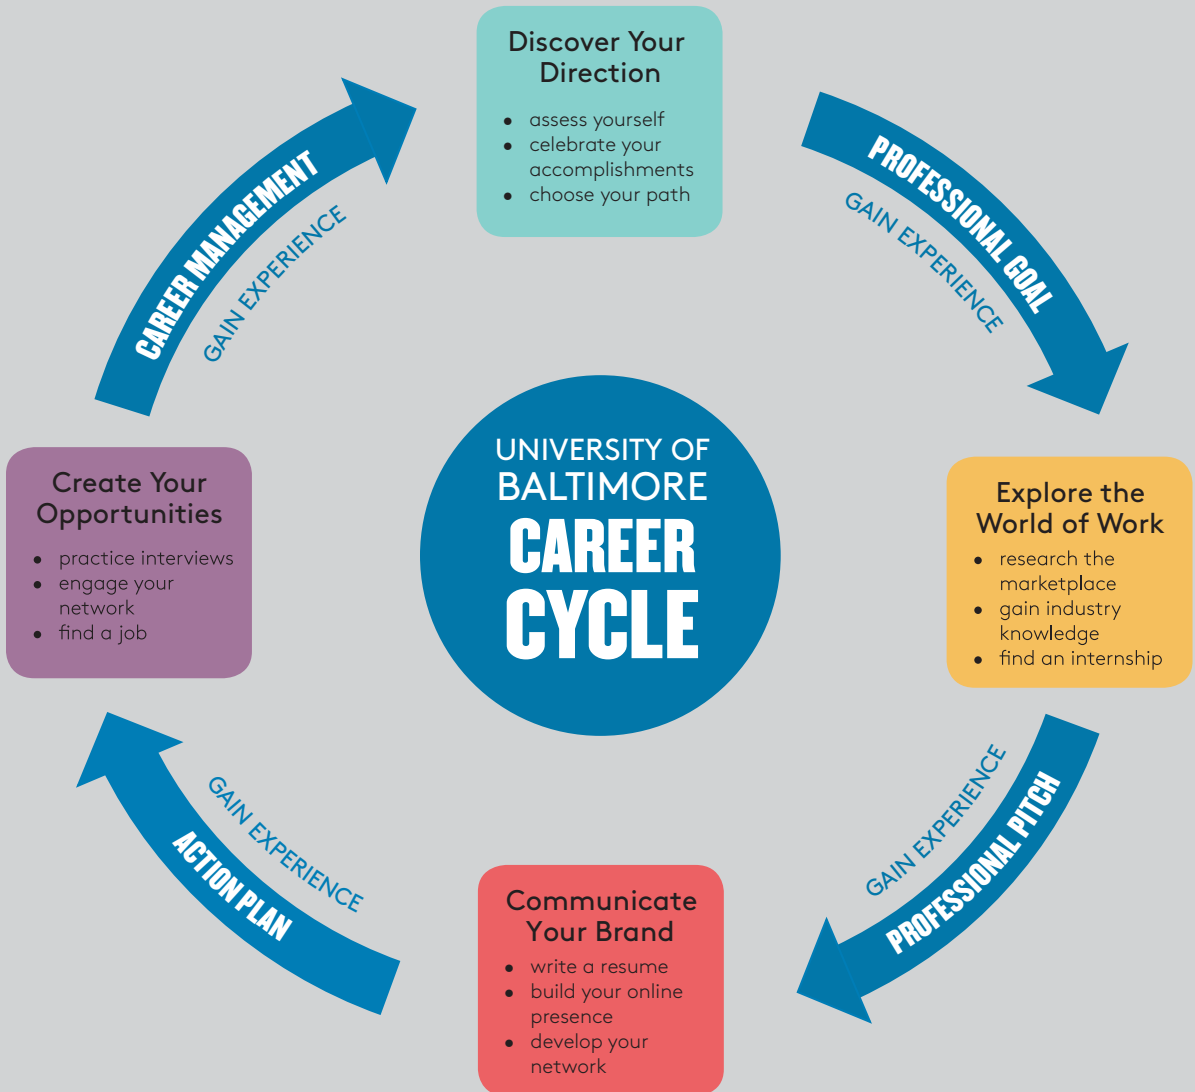 Discover Your
Direction
• assess yourself
• celebrate your
accomplishments
• choose your path
PROFESSIONAL GOAL
GAIN EXPERIENCE
Explore the
World of Work
• research the
marketplace
• gain industry
knowledge
• find an internship
PROFESSIONAL PITCH
GAIN EXPERIENCE
Communicate
Your Brand
• write a resume
• build your online
presence
• develop your
network
ACTION PLAN
GAIN EXPERIENCE
Create Your
Opportunities
• practice interviews
• engage your
network
• find a job
CAREER MANAGEMENT
GAIN EXPERIENCE
UNIVERSITY OF
BALTIMORE
CAREER
CYCLE